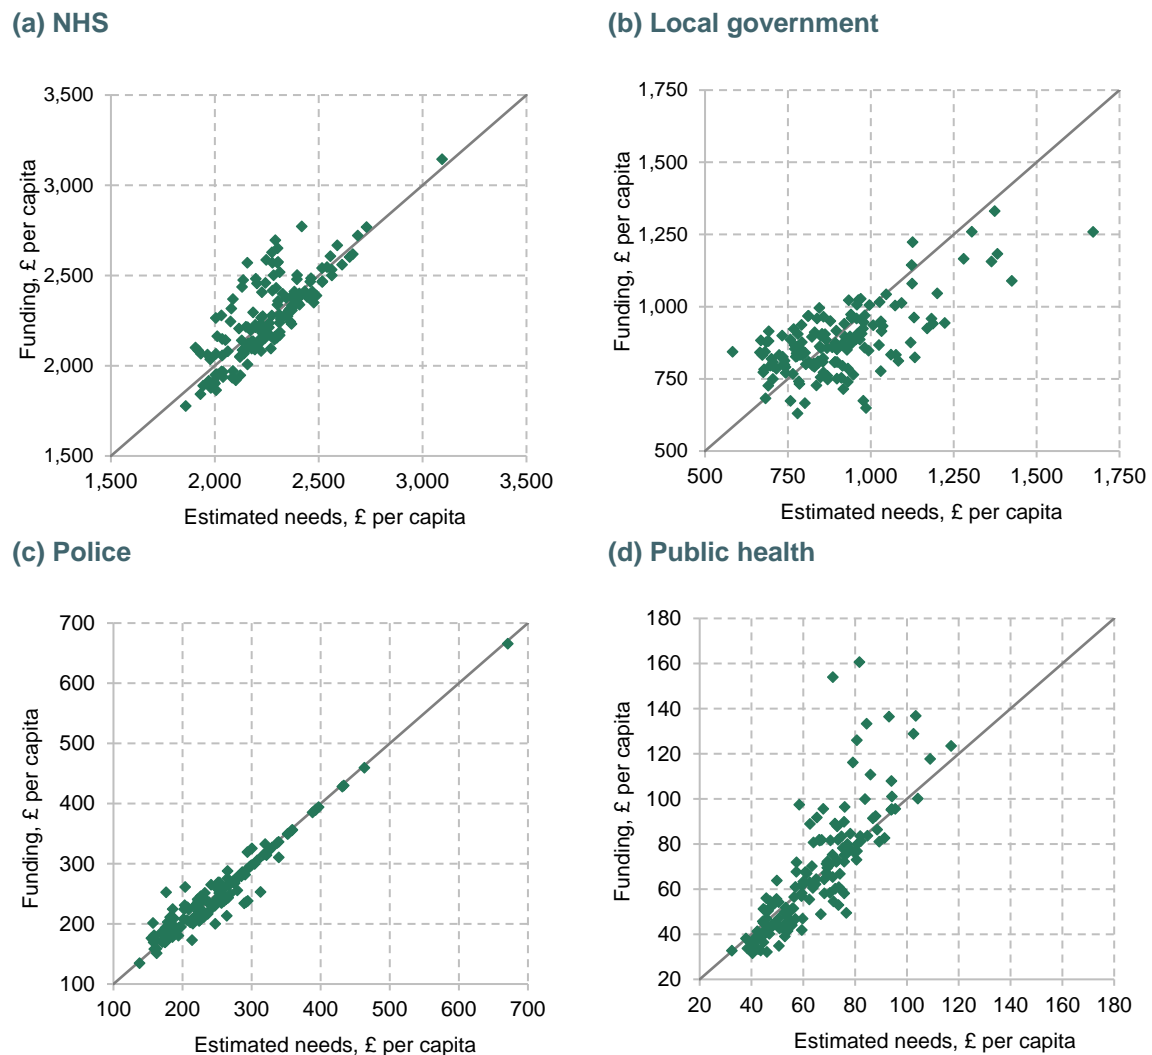 (a) NHS
Funding, £ per capita
3,500
3,000
2,500
2,000
1,500
1,500 2,000 2,500 3,000 3,500
Estimated needs, £ per capita
(b) Local government
Funding, £ per capita
1,750
1,500
1,250
1,000
750
500
500 750 1,000 1,250 1,500 1,750
Estimated needs, £ per capita
(c) Police
Funding, £ per capita
700
600
500
400
300
200
100
100 200 300 400 500 600 700
Estimated needs, £ per capita
(d) Public health
Funding, £ per capita
180
160
140
120
100
80
60
40
20
20 40 60 80 100 120 140 160 180
Estimated needs, £ per capita